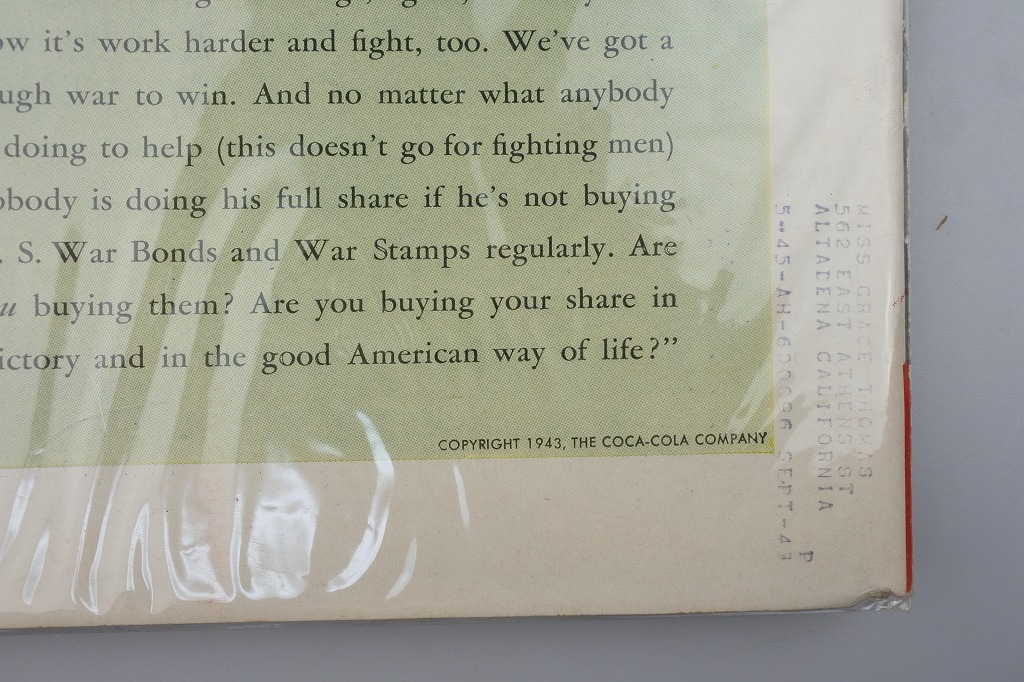 ow it's work harder and fight, too. We've got a
ugh war to win. And no matter what anybody
doing to help (this doesn't go for fighting men)
obody is doing his full share if he's not buying
. S. War Bonds and War Stamps regularly. Are
u buying them? Are you buying your share in
ictory and in the good American way of life?”
COPYRIGHT 1943, THE COCA-COLA COMPANY
MISS GRACE THOMAS
562 EAST ATHENS ST
ALTADENA CALIFORNIA
P
SEPT-43